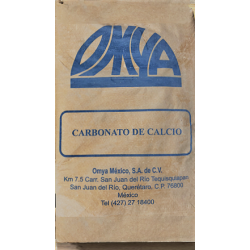 OMYA
CARBONATO DE CALCIO
Omya México, S.A. de C.V.
Km 7.5 Carr. San Juan del Río Tequisquiapan
San Juan del Río, Querétaro, C.P. 76809
México
Tel (427) 27 18400